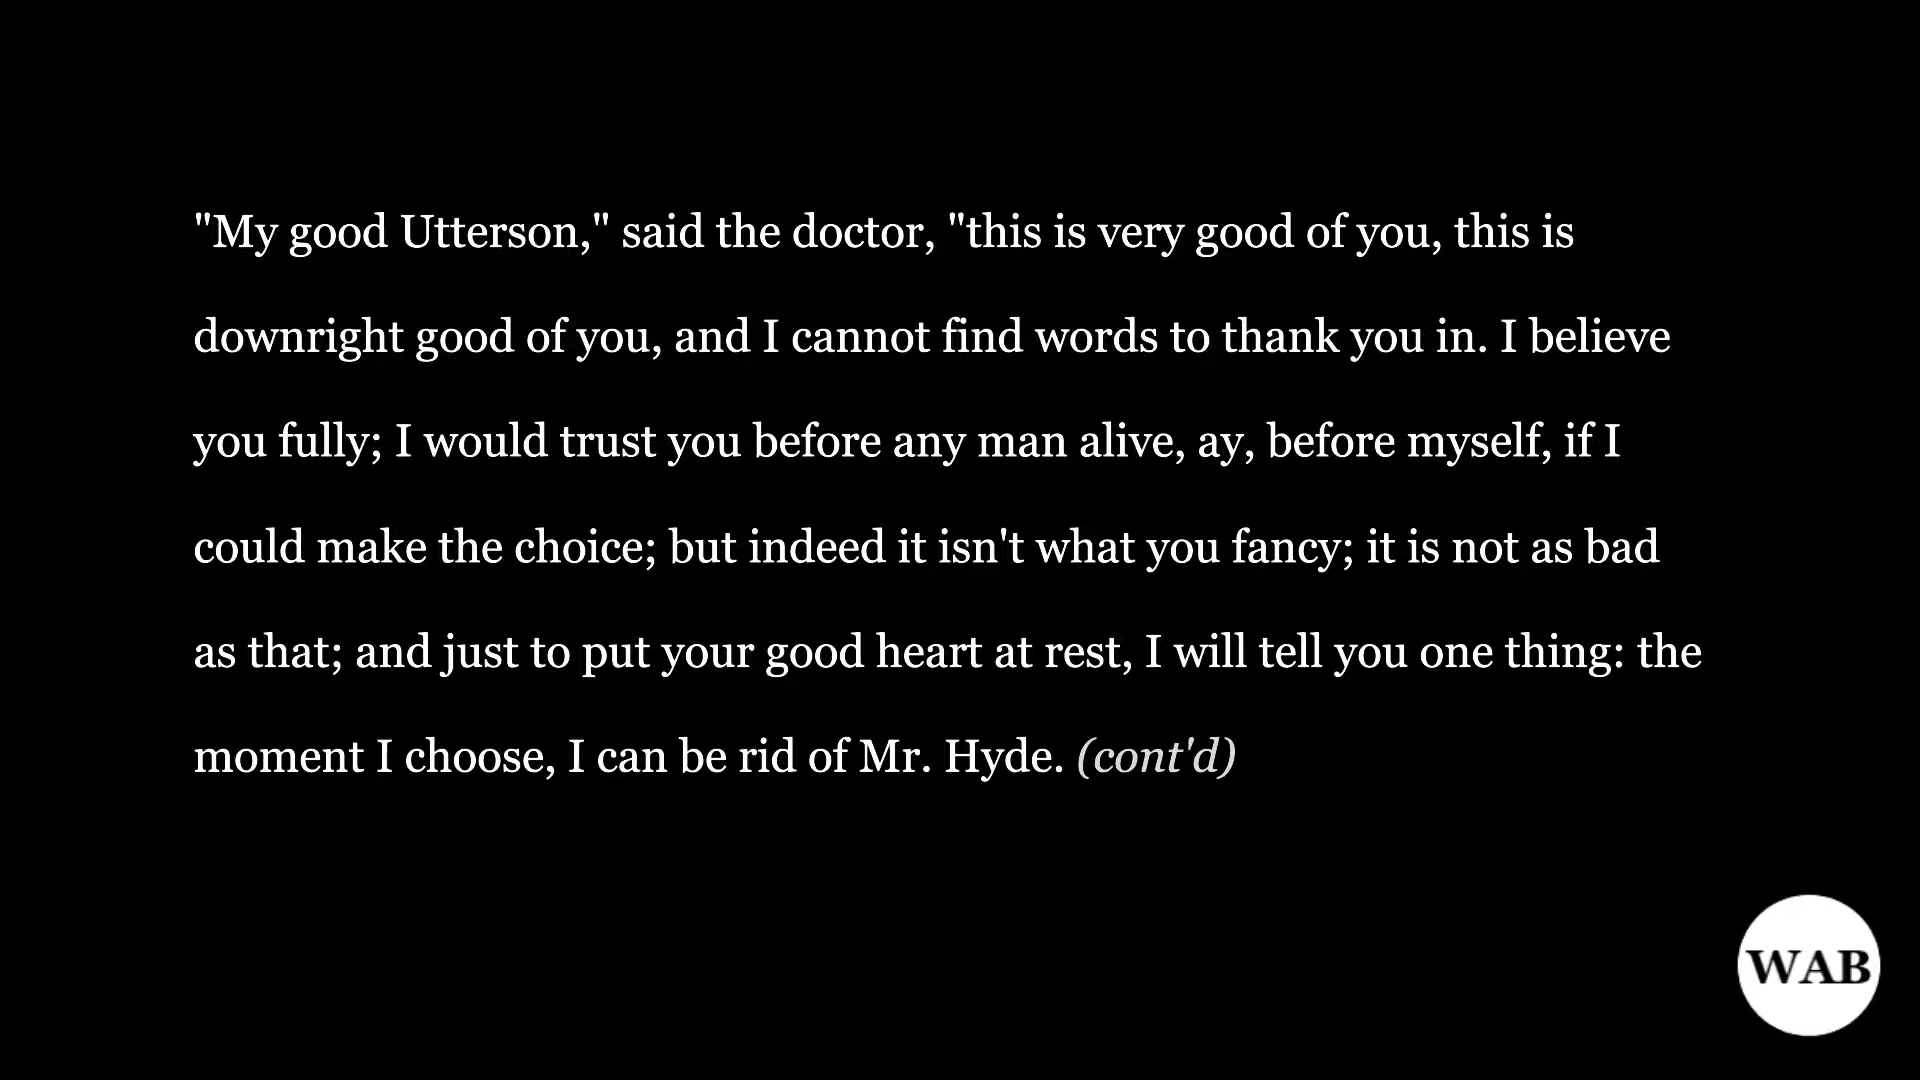 "My good Utterson," said the doctor, "this is very good of you, this is
downright good of you, and I cannot find words to thank you in. I believe
you fully; I would trust you before any man alive, ay, before myself, if I
could make the choice; but indeed it isn't what you fancy; it is not as bad
as that; and just to put your good heart at rest, I will tell you one thing: the
moment I choose, I can be rid of Mr. Hyde. (cont'd)
WAB